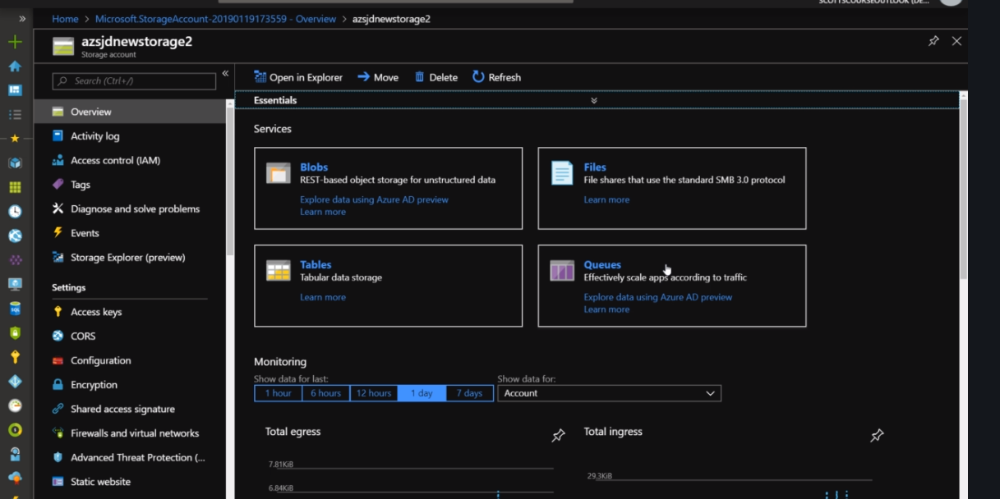 SCOTTSCOURSEOUTLOOK (DE...
»
Home > Microsoft.StorageAccount-20190119173559 - Overview > azsjdnewstorage2
azsjdnewstorage2
Storage account
Search (Ctrl+/)
«
Overview
Activity log
Access control (IAM)
Tags
Diagnose and solve problems
Events
Storage Explorer (preview)
Settings
Access keys
CORS
Configuration
Encryption
Shared access signature
Firewalls and virtual networks
Advanced Threat Protection (...
Static website
Open in Explorer Move Delete Refresh
Essentials
Services
Blobs
REST-based object storage for unstructured data
Explore data using Azure AD preview
Learn more
Files
File shares that use the standard SMB 3.0 protocol
Learn more
Tables
Tabular data storage
Learn more
Queues
Effectively scale apps according to traffic
Explore data using Azure AD preview
Learn more
Monitoring
Show data for last:
1 hour 6 hours 12 hours 1 day 7 days
Show data for:
Account
Total egress
7.81KiB
6.84KiB
Total ingress
29.3KiB